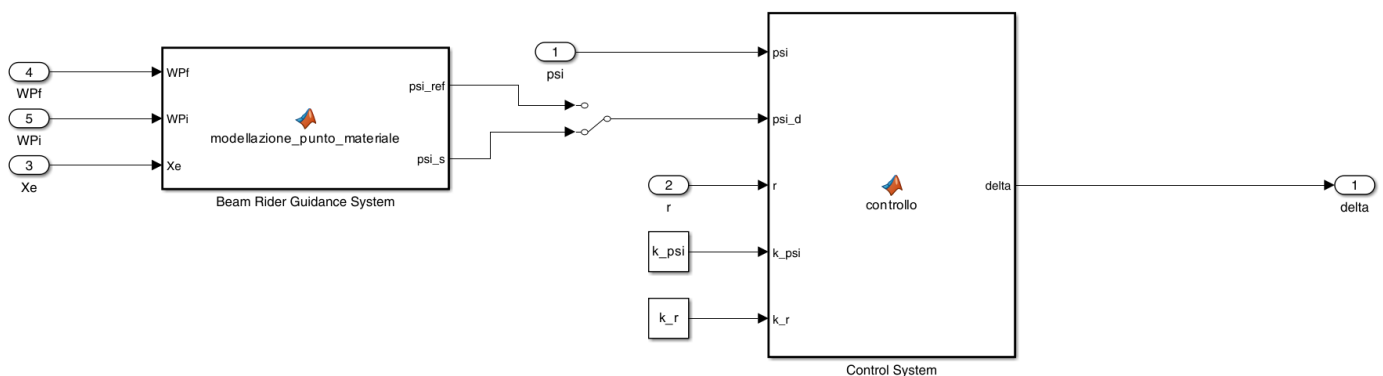 4
WPf
5
WPi
3
Xe
WPf
WPi
Xe
modellazione_punto_materiale
psi_ref
psi_s
Beam Rider Guidance System
1
psi
2
r
k_psi
k_r
psi
psi_d
r
k_psi
k_r
controllo
delta
Control System
1
delta